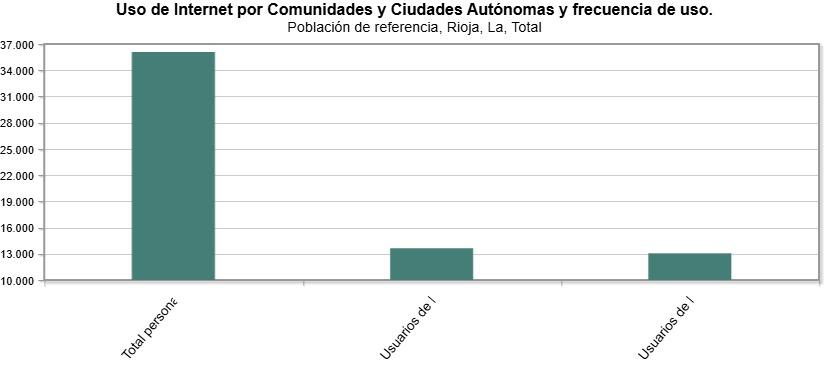 Uso de Internet por Comunidades y Ciudades Autónomas y frecuencia de uso.
Población de referencia, Rioja, La, Total
37.000
34.000
31.000
28.000
25.000
22.000
19.000
16.000
13.000
10.000
Total persona
Usuarios de I
Usuarios de I